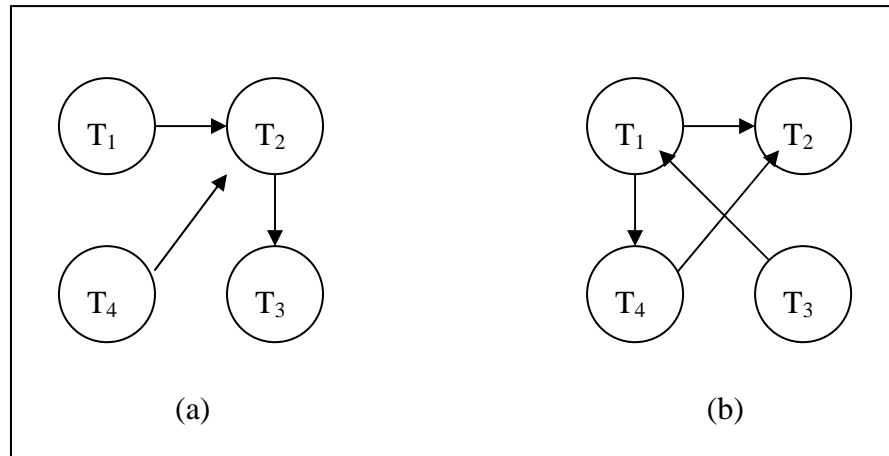 T₁ T₂ T₁ T₂
T₄ T₃ T₄ T₃
(a) (b)